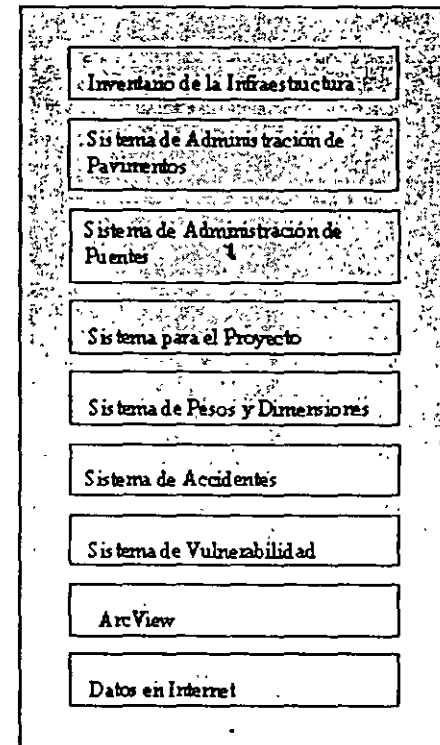 Inventario de la Infraestructura
Sistema de Administración de
Pavimentos
Sistema de Administración de
Puentes
Sistema para el Proyecto
Sistema de Pesos y Dimensiones
Sistema de Accidentes
Sistema de Vulnerabilidad
ArcView
Datos en Internet